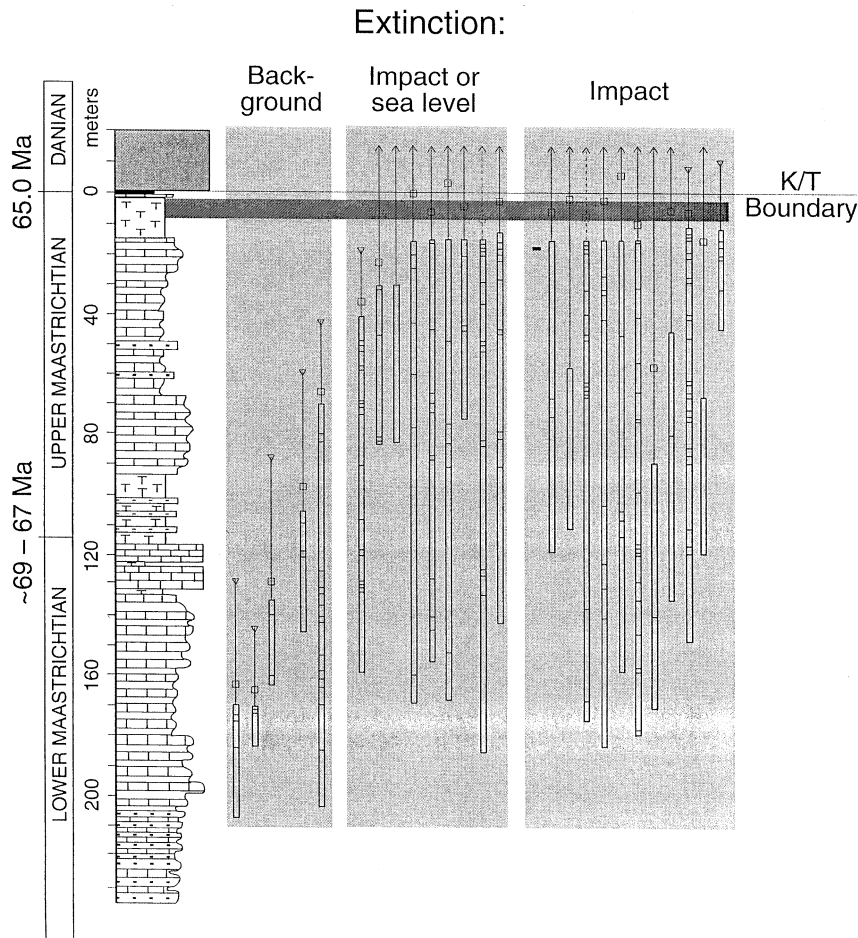 Extinction:
Back-
ground
Impact or
sea level
Impact
K/T
Boundary
65.0 Ma
~69 – 67 Ma
DANIAN
UPPER MAASTRICHTIAN
LOWER MAASTRICHTIAN
meters
0
40
80
120
160
200